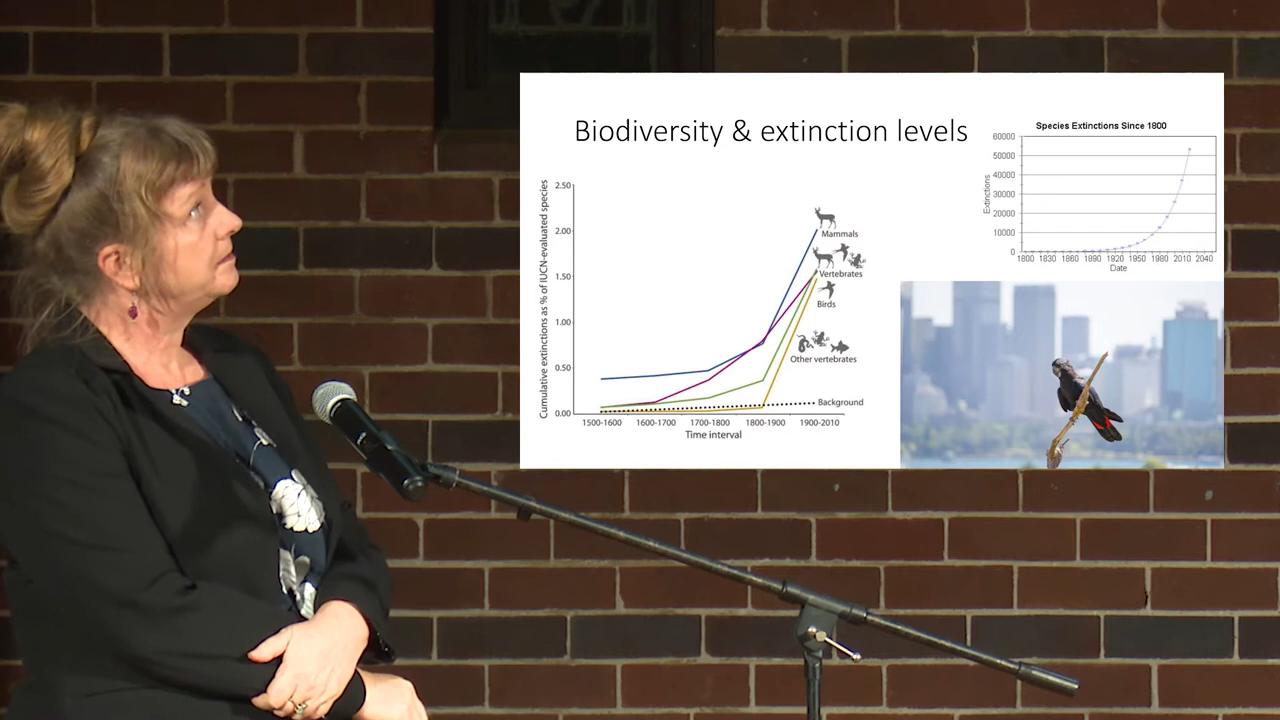 Biodiversity & extinction levels
Cumulative extinctions as % of IUCN-evaluated species
2.50
2.00
1.50
1.00
0.50
0.00
Mammals
Vertebrates
Birds
Other vertebrates
Background
1500-1600 1600-1700 1700-1800 1800-1900 1900-2010
Time interval
Species Extinctions Since 1800
Extinctions
60000
50000
40000
30000
20000
10000
0
1800 1830 1860 1890 1920 1950 1980 2010 2040
Date